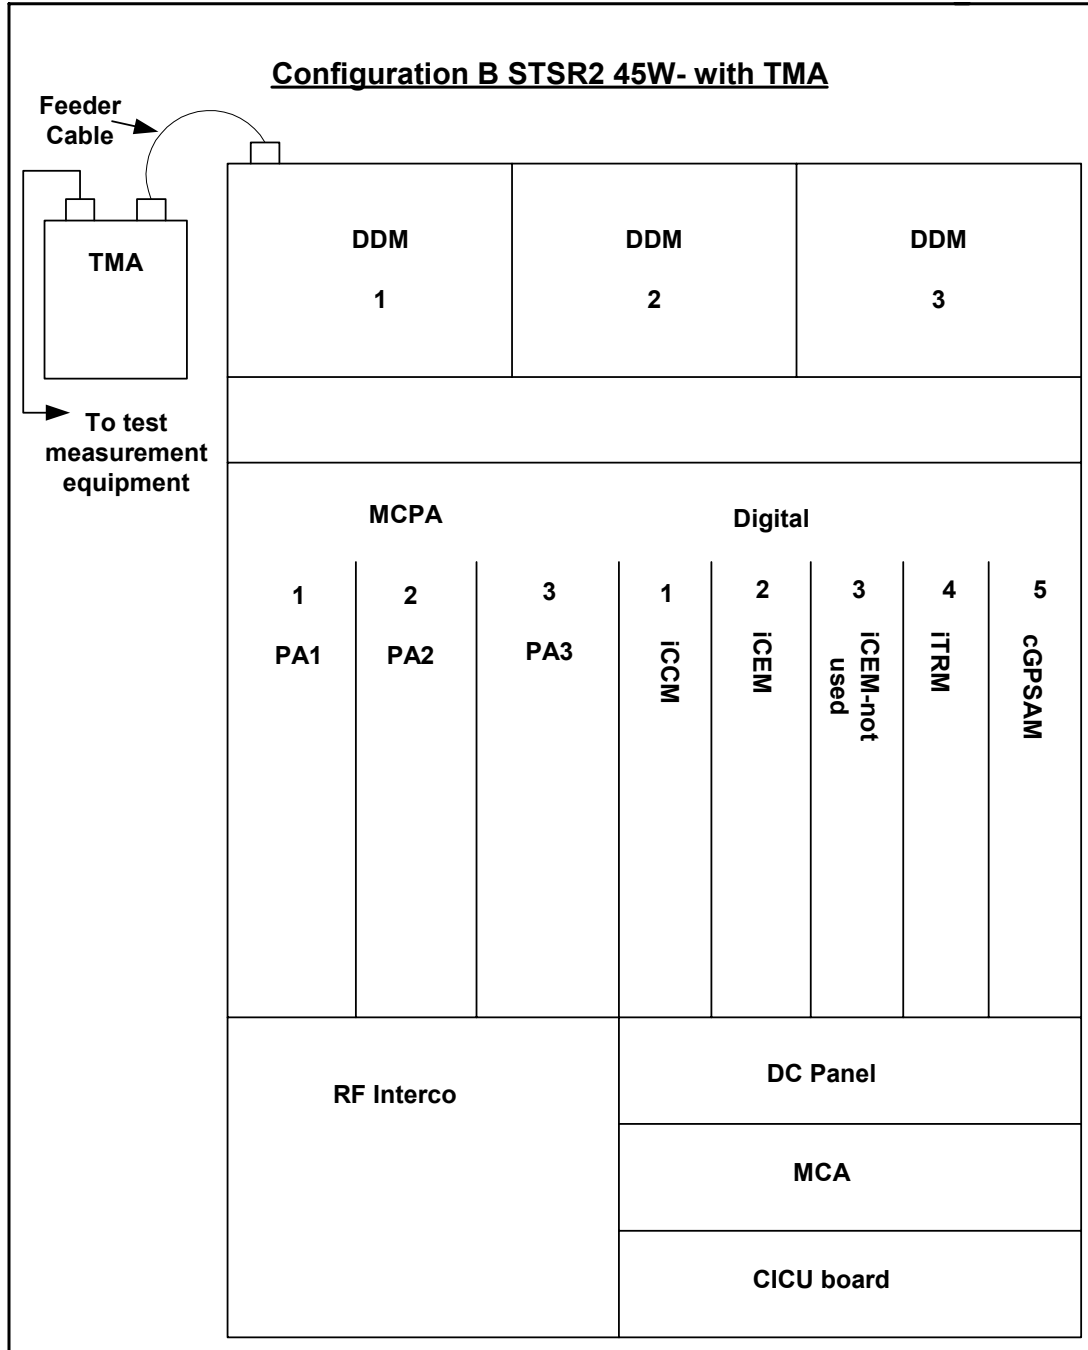 Configuration B STSR2 45W- with TMA
Feeder
Cable
TMA
To test
measurement
equipment
DDM
1
DDM
2
DDM
3
MCPA
Digital
1
PA1
2
PA2
3
PA3
1
iCCM
2
iCEM
3
iCEM-not
used
4
iTRM
5
cGPSAM
RF Interco
DC Panel
MCA
CICU board